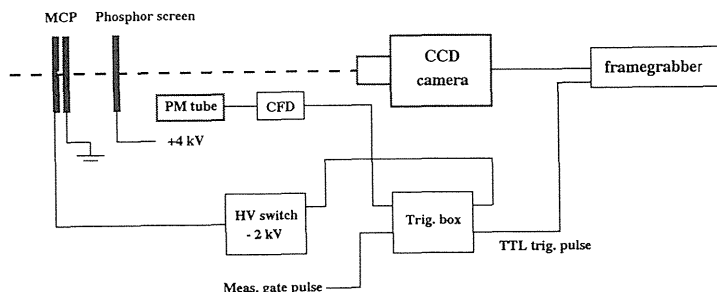 MCP
Phosphor screen
CCD
camera
framegrabber
PM tube
CFD
+4 kV
HV switch
- 2 kV
Trig. box
TTL trig. pulse
Meas. gate pulse